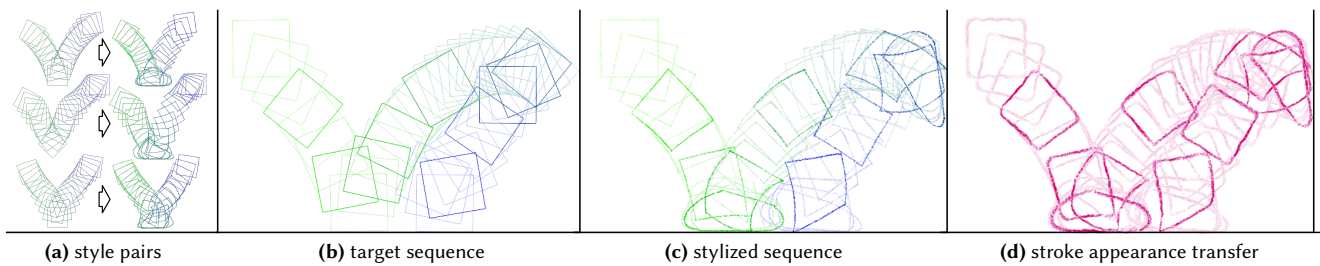 (a) style pairs
(b) target sequence
(c) stylized sequence
(d) stroke appearance transfer